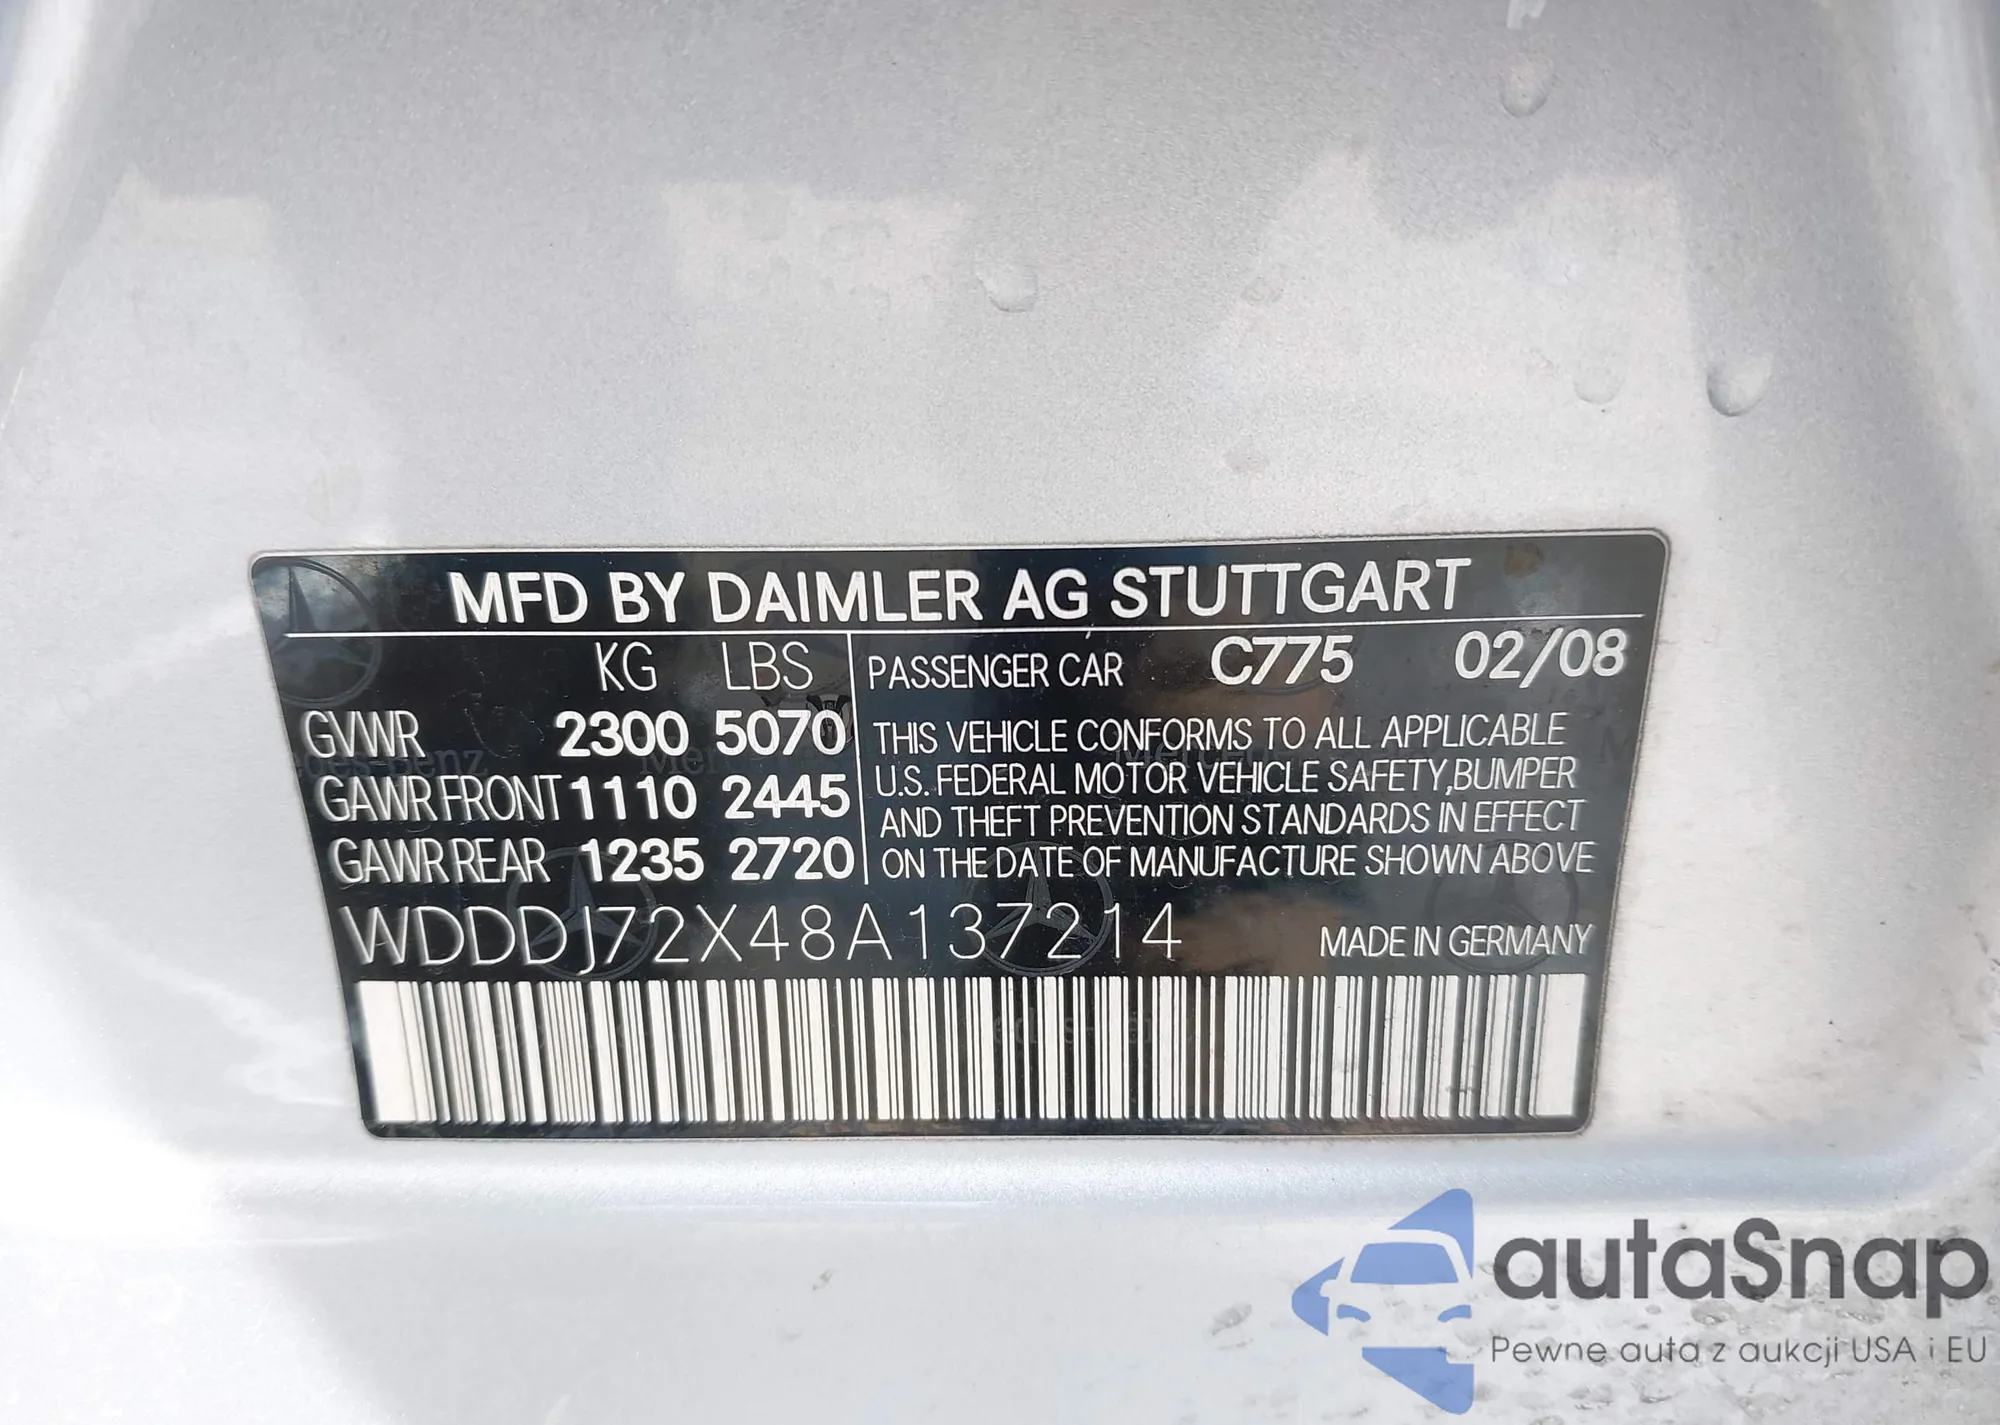 MFD BY DAIMLER AG STUTTGART
KG LBS
GVWR 2300 5070
GAWR FRONT 1110 2445
GAWR REAR 1235 2720
PASSENGER CAR C775 02/08
THIS VEHICLE CONFORMS TO ALL APPLICABLE
U.S. FEDERAL MOTOR VEHICLE SAFETY, BUMPER
AND THEFT PREVENTION STANDARDS IN EFFECT
ON THE DATE OF MANUFACTURE SHOWN ABOVE
WDDDJ72X48A137214 MADE IN GERMANY
autaSnap
Pewne auta z aukcji USA i EU